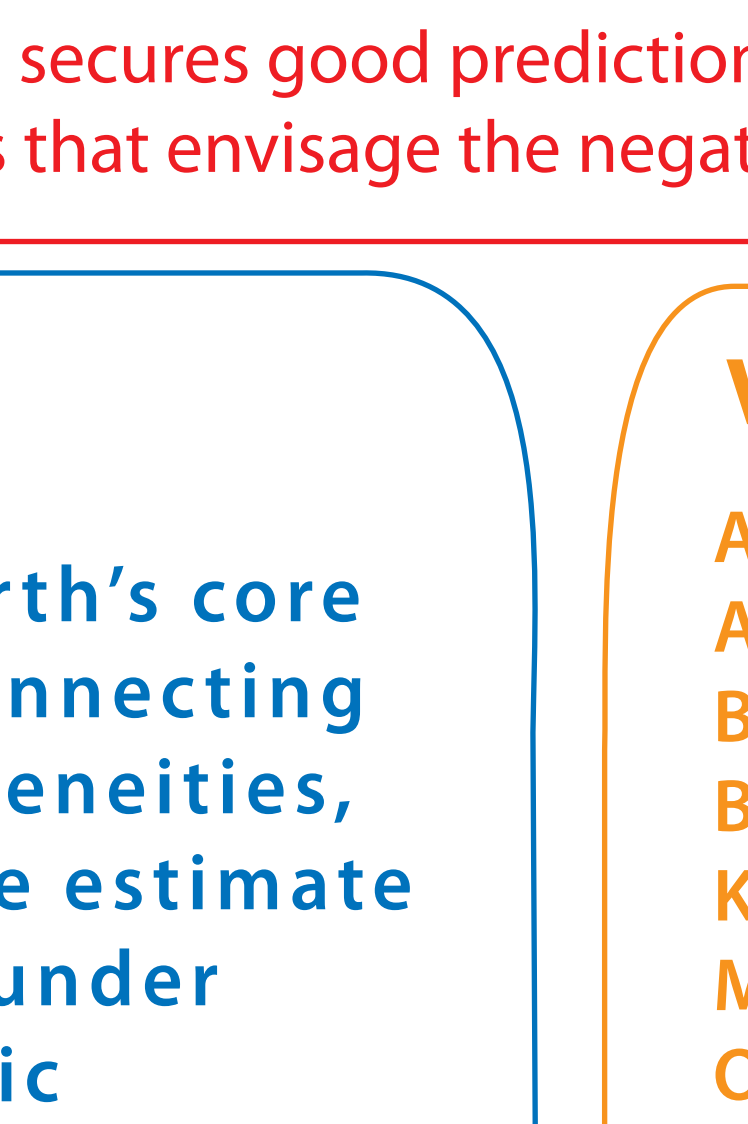 secures good prediction
s that envisage the negat
rth’s core
nnecting
eneities,
e estimate
under
ic
V
A
A
B
B
K
M
O